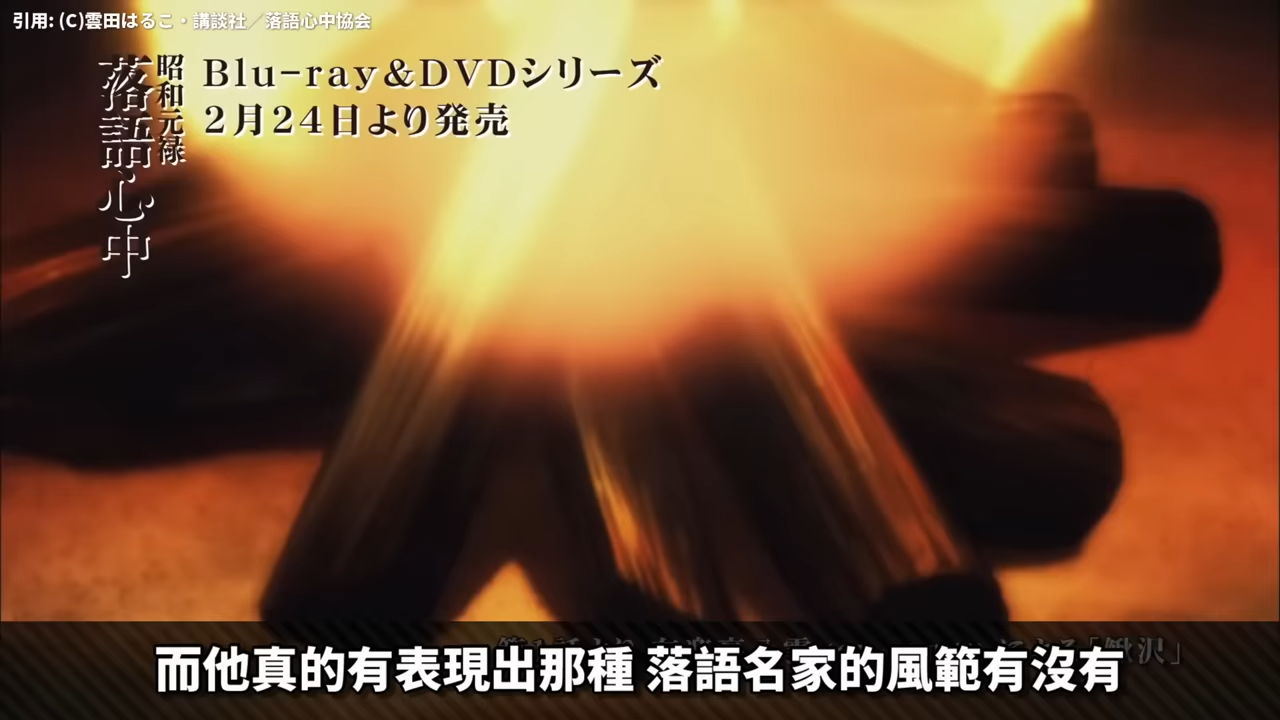 引用: (C)雲田はるこ・講談社／落語心中協会
昭和元禄
落語心中
Blu-ray&DVDシリーズ
2月24日より発売
而他真的有表現出那種 落語名家的風範有沒有